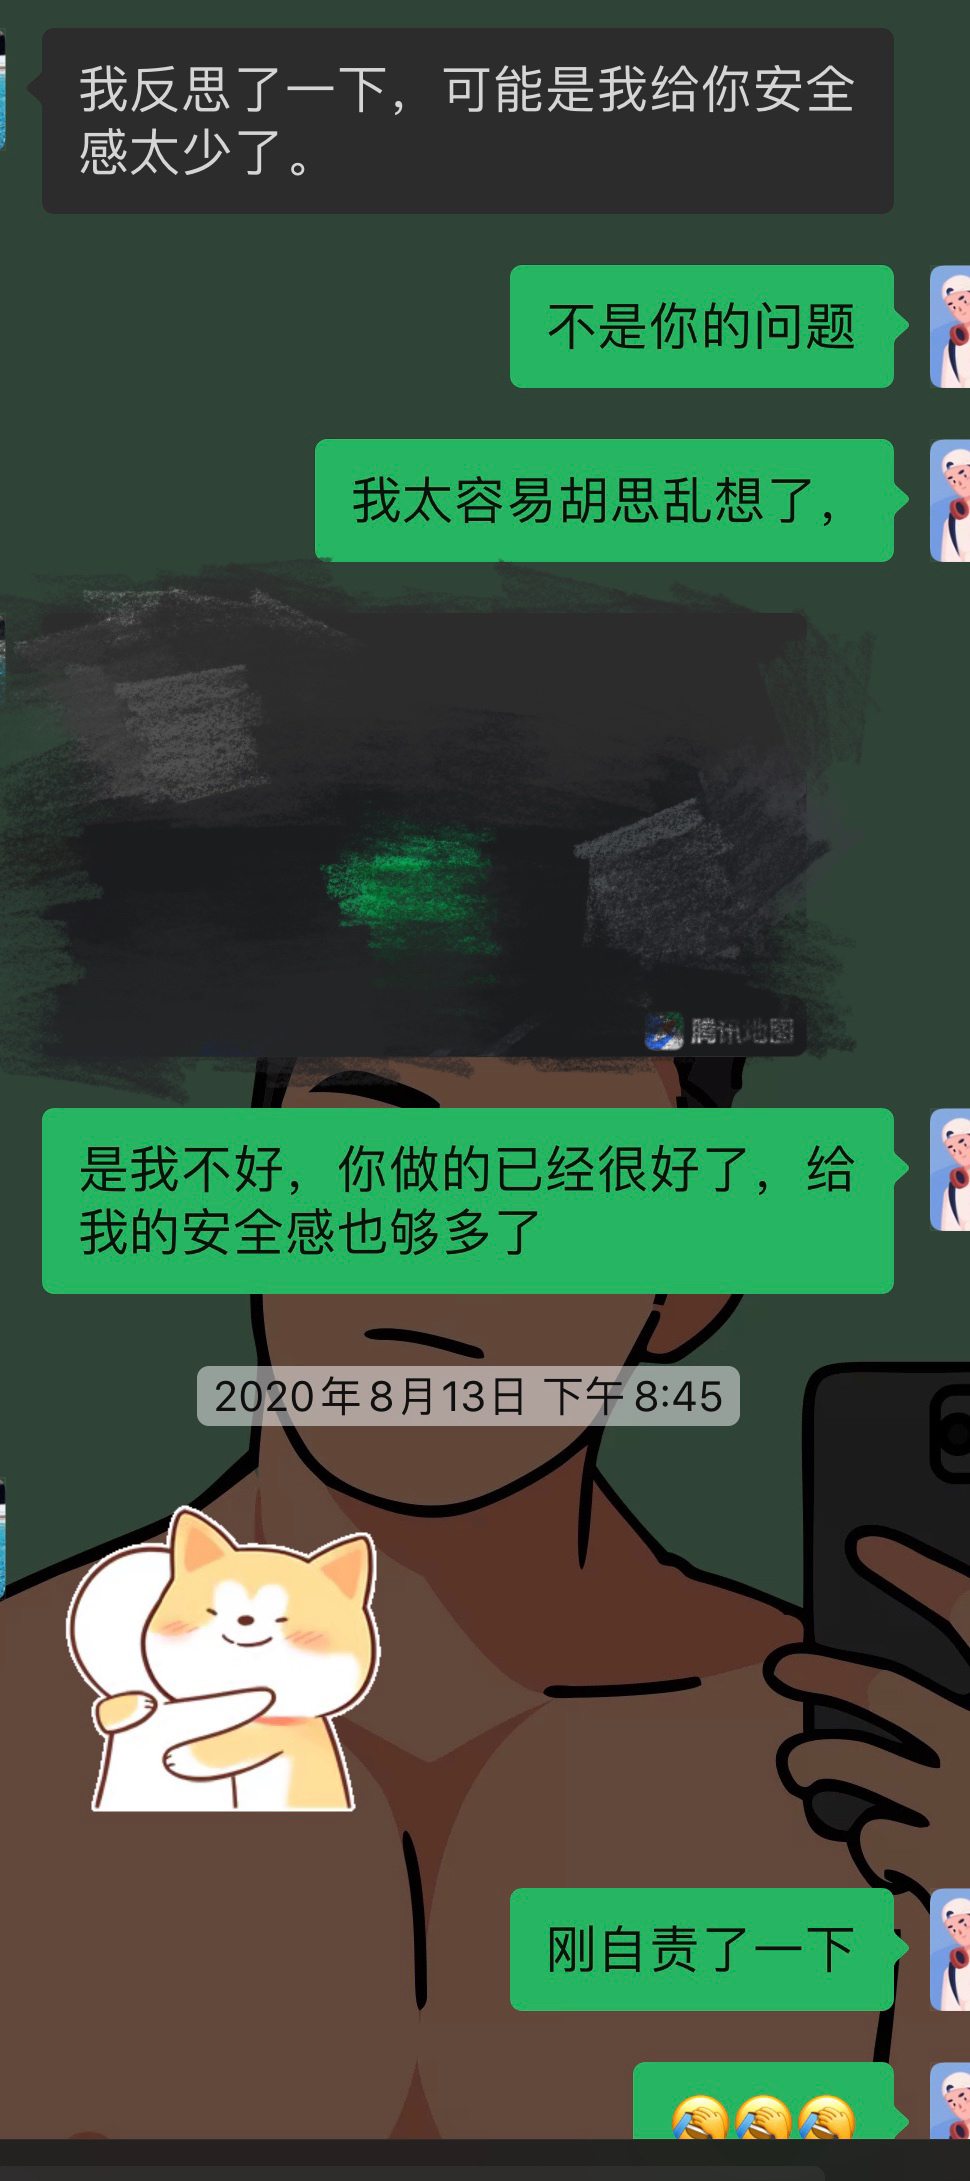 我反思了一下，可能是我给你安全
感太少了。
不是你的问题
我太容易胡思乱想了，
腾讯地图
是我不好，你做的已经很好了，给
我的安全感也够多了
2020年8月13日 下午8:45
刚自责了一下